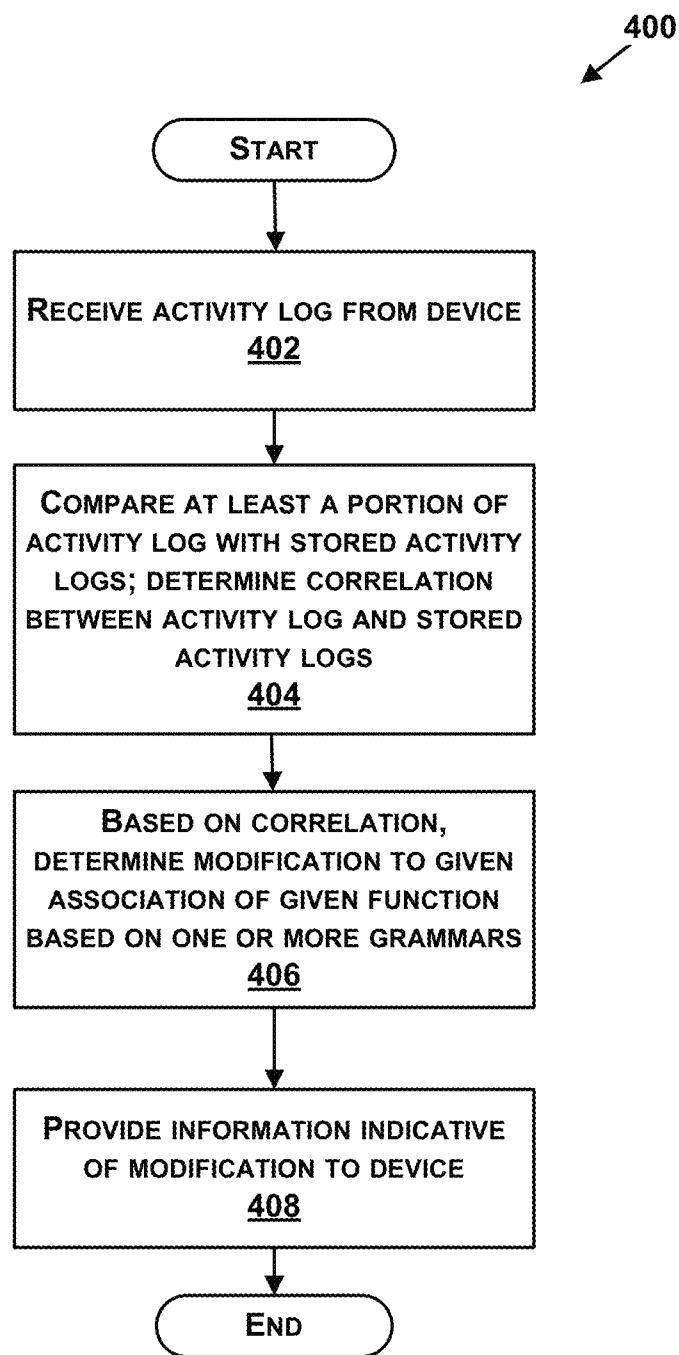 400
START
RECEIVE ACTIVITY LOG FROM DEVICE
402
COMPARE AT LEAST A PORTION OF
ACTIVITY LOG WITH STORED ACTIVITY
LOGS; DETERMINE CORRELATION
BETWEEN ACTIVITY LOG AND STORED
ACTIVITY LOGS
404
BASED ON CORRELATION,
DETERMINE MODIFICATION TO GIVEN
ASSOCIATION OF GIVEN FUNCTION
BASED ON ONE OR MORE GRAMMARS
406
PROVIDE INFORMATION INDICATIVE
OF MODIFICATION TO DEVICE
408
END